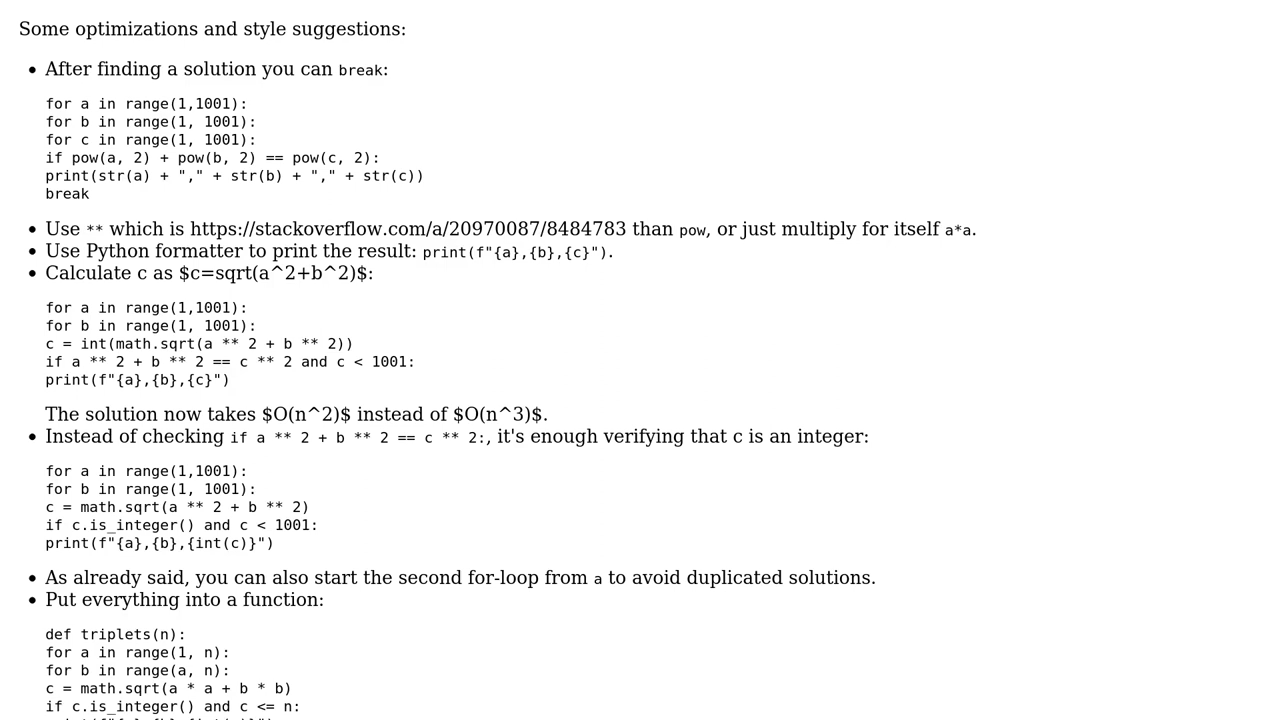 Some optimizations and style suggestions:
• After finding a solution you can break:
for a in range(1,1001):
for b in range(1, 1001):
for c in range(1, 1001):
if pow(a, 2) + pow(b, 2) == pow(c, 2):
print(str(a) + "," + str(b) + "," + str(c))
break
• Use ** which is https://stackoverflow.com/a/20970087/8484783 than pow, or just multiply for itself a*a.
• Use Python formatter to print the result: print(f"{a},{b},{c}").
• Calculate c as $c=sqrt(a^2+b^2)$:
for a in range(1,1001):
for b in range(1, 1001):
c = int(math.sqrt(a ** 2 + b ** 2))
if a ** 2 + b ** 2 == c ** 2 and c < 1001:
print(f"{a},{b},{c}")
The solution now takes $O(n^2)$ instead of $O(n^3)$.
• Instead of checking if a ** 2 + b ** 2 == c ** 2:, it's enough verifying that c is an integer:
for a in range(1,1001):
for b in range(1, 1001):
c = math.sqrt(a ** 2 + b ** 2)
if c.is_integer() and c < 1001:
print(f"{a},{b},{int(c)}")
• As already said, you can also start the second for-loop from a to avoid duplicated solutions.
• Put everything into a function:
def triplets(n):
for a in range(1, n):
for b in range(a, n):
c = math.sqrt(a * a + b * b)
if c.is_integer() and c <= n: